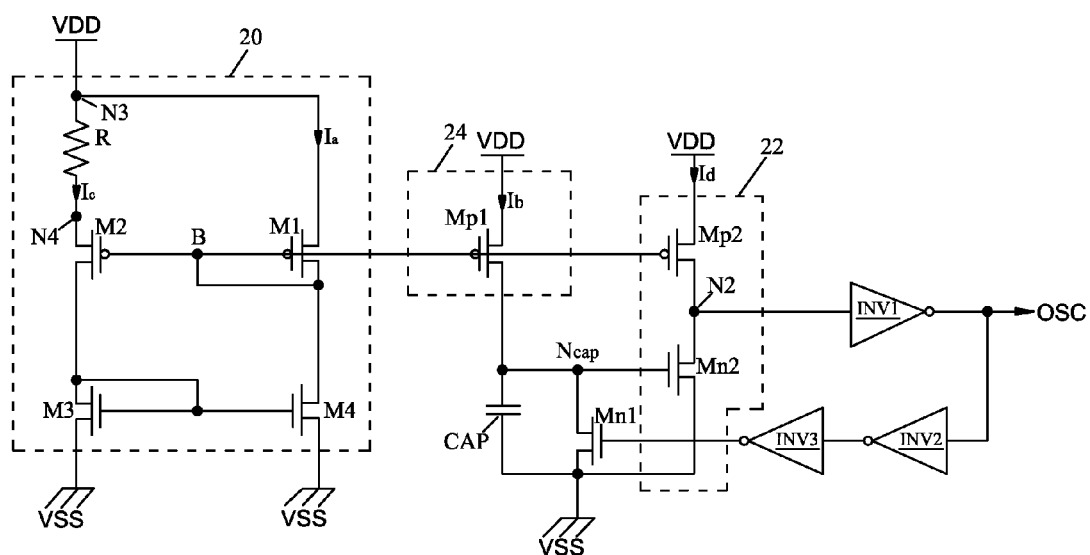 VDD
20
N3
R
Ia
Ic
N4
M2
B
M1
M3
M4
VSS
VSS
24
VDD
Ib
Mp1
VDD
22
Id
Mp2
N2
INV1
OSC
Ncap
Mn2
CAP
Mn1
INV3
INV2
VSS